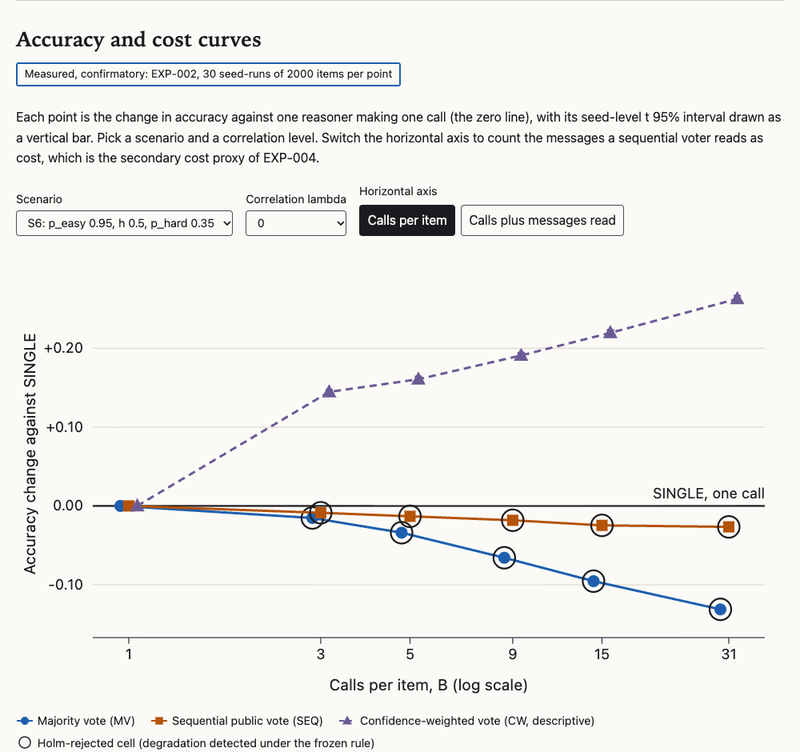 Accuracy and cost curves
Measured, confirmatory: EXP-002, 30 seed-runs of 2000 items per point
Each point is the change in accuracy against one reasoner making one call (the zero line), with its seed-level t 95% interval drawn as
a vertical bar. Pick a scenario and a correlation level. Switch the horizontal axis to count the messages a sequential voter reads as
cost, which is the secondary cost proxy of EXP-004.
Scenario
Correlation lambda
Horizontal axis
S6: p_easy 0.95, h 0.5, p_hard 0.35
0
Calls per item
Calls plus messages read
Accuracy change against SINGLE
+0.20
+0.10
0.00
-0.10
SINGLE, one call
1 3 5 9 15 31
Calls per item, B (log scale)
Majority vote (MV) Sequential public vote (SEQ) Confidence-weighted vote (CW, descriptive)
Holm-rejected cell (degradation detected under the frozen rule)